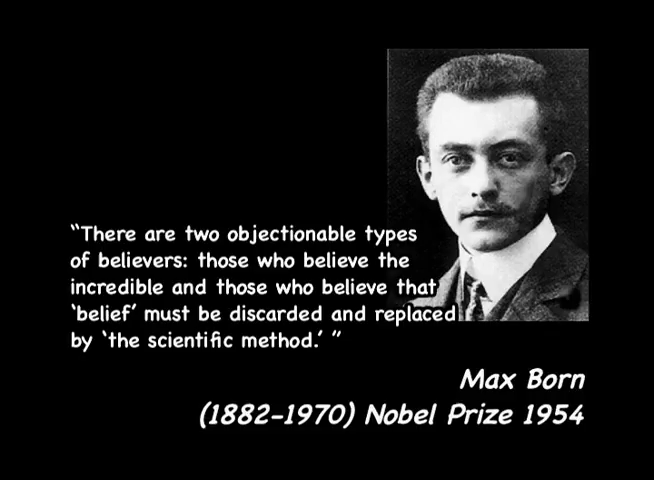 “There are two objectionable types
of believers: those who believe the
incredible and those who believe that
‘belief’ must be discarded and replaced
by ‘the scientific method.’ ”
Max Born
(1882-1970) Nobel Prize 1954